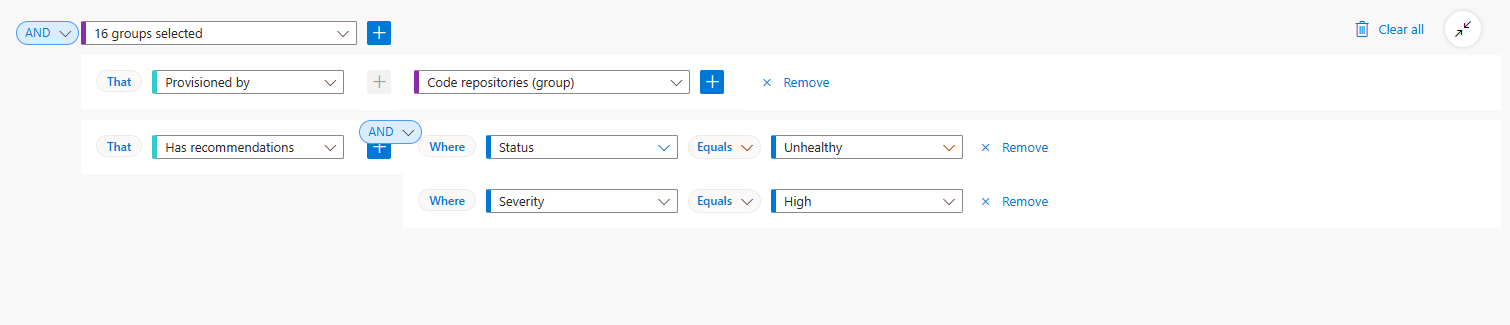 AND 16 groups selected Clear all
That Provisioned by Code repositories (group) Remove
AND
That Has recommendations Where Status Equals Unhealthy Remove
Where Severity Equals High Remove